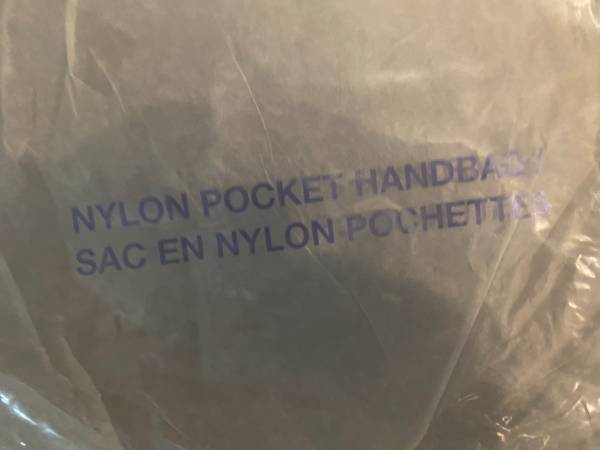 NYLON POCKET HANDBAG /
SAC EN NYLON POCHETTES